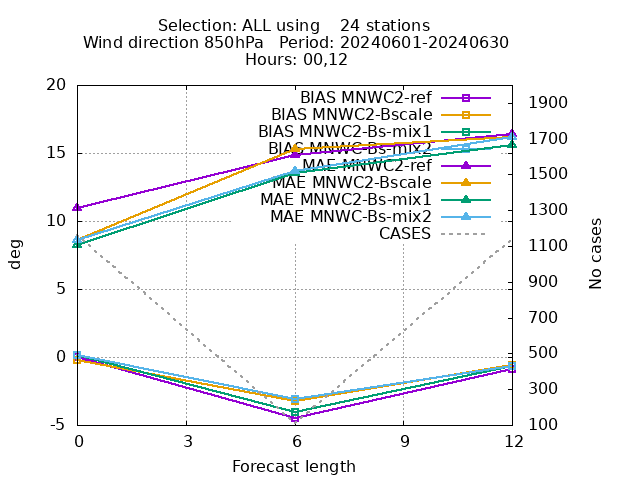 Selection: ALL using    24 stations
Wind direction 850hPa   Period: 20240601-20240630
Hours: 00,12
20
15
10
5
0
-5
deg
BIAS MNWC2-ref
BIAS MNWC2-Bscale
BIAS MNWC2-Bs-mix1
BIAS MNWC-Bs-mix2
MAE MNWC2-ref
MAE MNWC2-Bscale
MAE MNWC2-Bs-mix1
MAE MNWC-Bs-mix2
CASES
1900
1700
1500
1300
1100
900
700
500
300
100
No cases
0 3 6 9 12
Forecast length